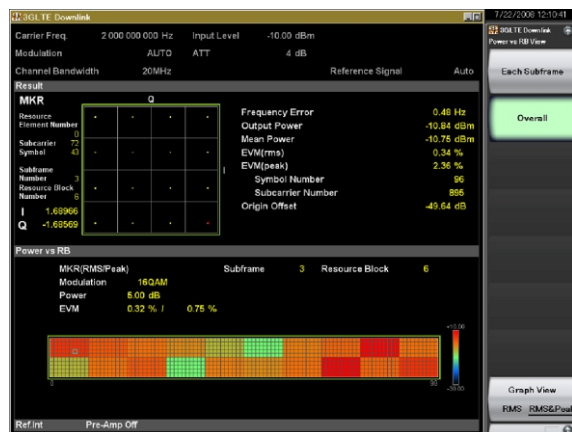 3GLTE Downlink
7/22/2008 12:10:41
Carrier Freq. 2 000 000 000 Hz Input Level -10.00 dBm
Modulation AUTO ATT 4 dB
Channel Bandwidth 20MHz Reference Signal Auto
Result
MKR
Q
Resource
Element Number
0
Subcarrier 72
Symbol 43
Subframe
Number 3
Resource Block
Number 6
I 1.68966
Q -1.68569
I
Frequency Error 0.48 Hz
Output Power -10.84 dBm
Mean Power -10.75 dBm
EVM(rms) 0.34 %
EVM(peak) 2.36 %
Symbol Number 96
Subcarrier Number 895
Origin Offset -49.64 dB
Power vs RB
MKR(RMS/Peak) Subframe 3 Resource Block 6
Modulation 16QAM
Power 5.00 dB
EVM 0.32 % / 0.75 %
Ref.Int Pre-Amp Off
3GLTE Downlink
Power vs RB View
Each Subframe
Overall
Graph View
RMS RMS&Peak